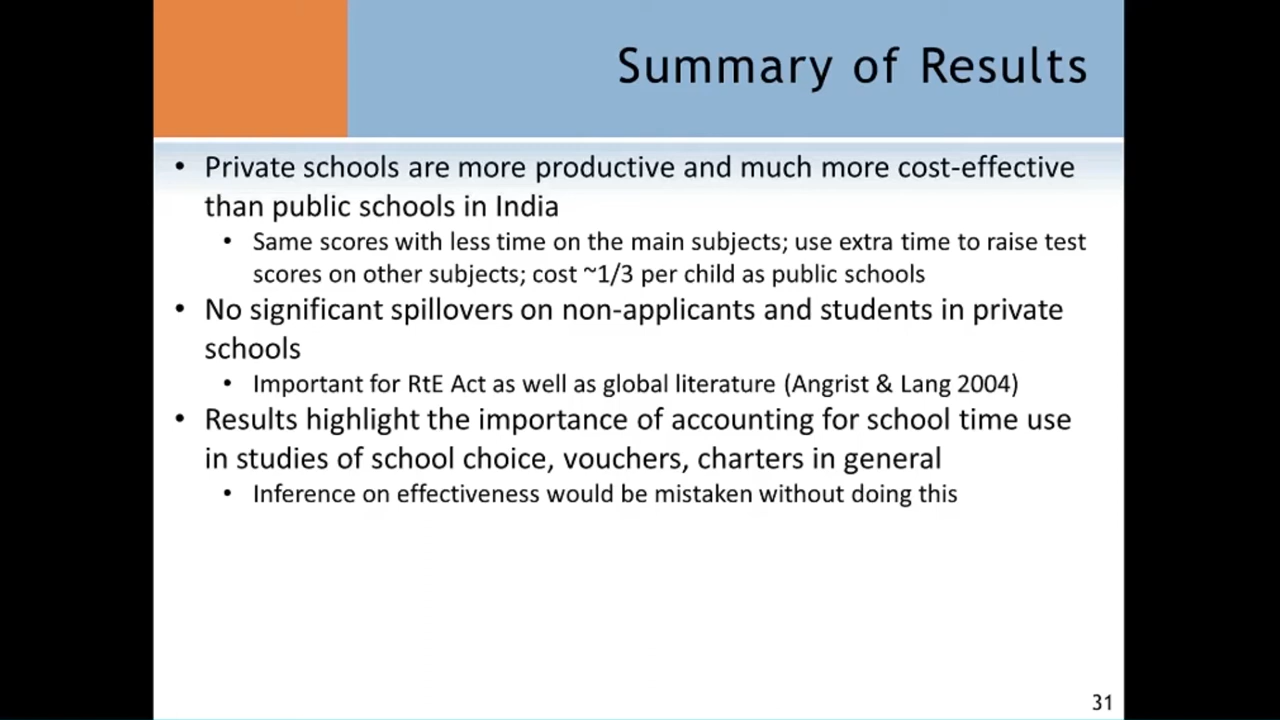 Summary of Results
• Private schools are more productive and much more cost-effective
than public schools in India
• Same scores with less time on the main subjects; use extra time to raise test
scores on other subjects; cost ~1/3 per child as public schools
• No significant spillovers on non-applicants and students in private
schools
• Important for RtE Act as well as global literature (Angrist & Lang 2004)
• Results highlight the importance of accounting for school time use
in studies of school choice, vouchers, charters in general
• Inference on effectiveness would be mistaken without doing this
31